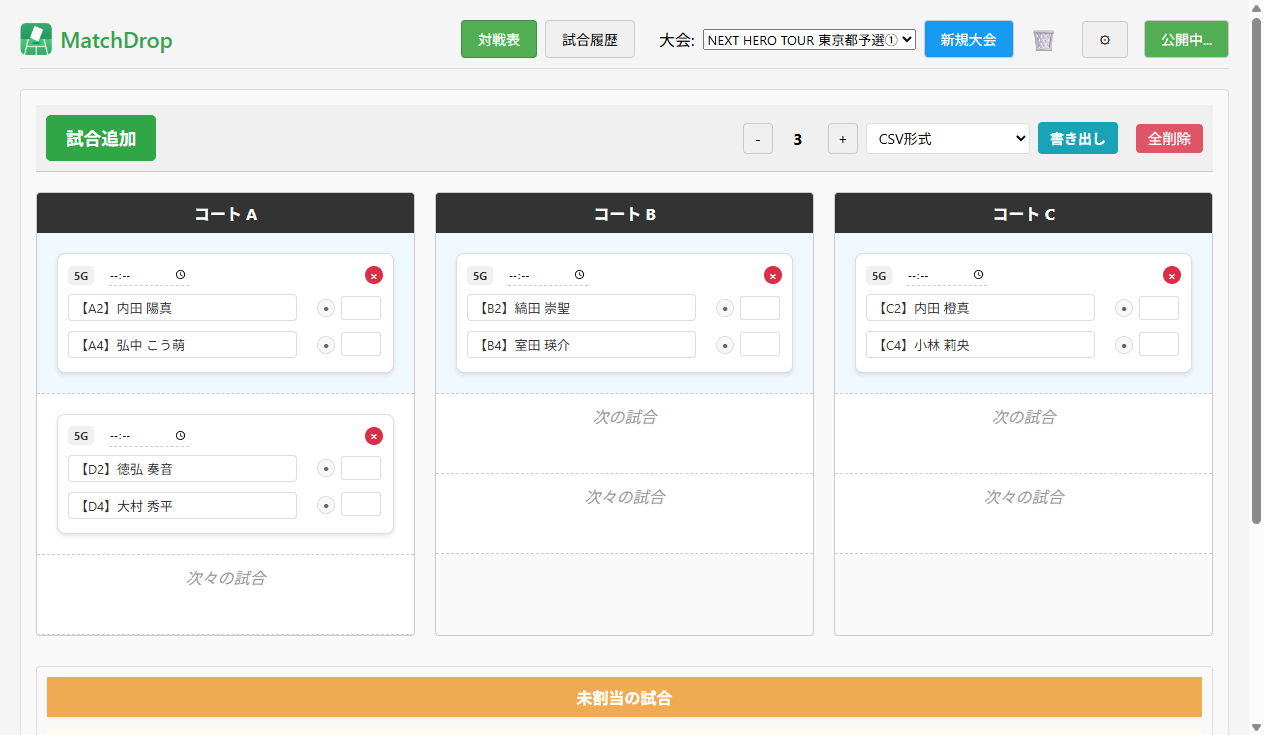 MatchDrop
対戦表 試合履歴 大会: NEXT HERO TOUR 東京都予選① 新規大会 公開中...
試合追加
- 3 + CSV形式 書き出し 全削除
コート A
5G --:--
【A2】内田 陽真
【A4】弘中 こう萌
5G --:--
【D2】徳弘 奏音
【D4】大村 秀平
次々の試合
コート B
5G --:--
【B2】縞田 崇聖
【B4】室田 瑛介
次の試合
次々の試合
コート C
5G --:--
【C2】内田 橙真
【C4】小林 莉央
次の試合
次々の試合
未割当の試合